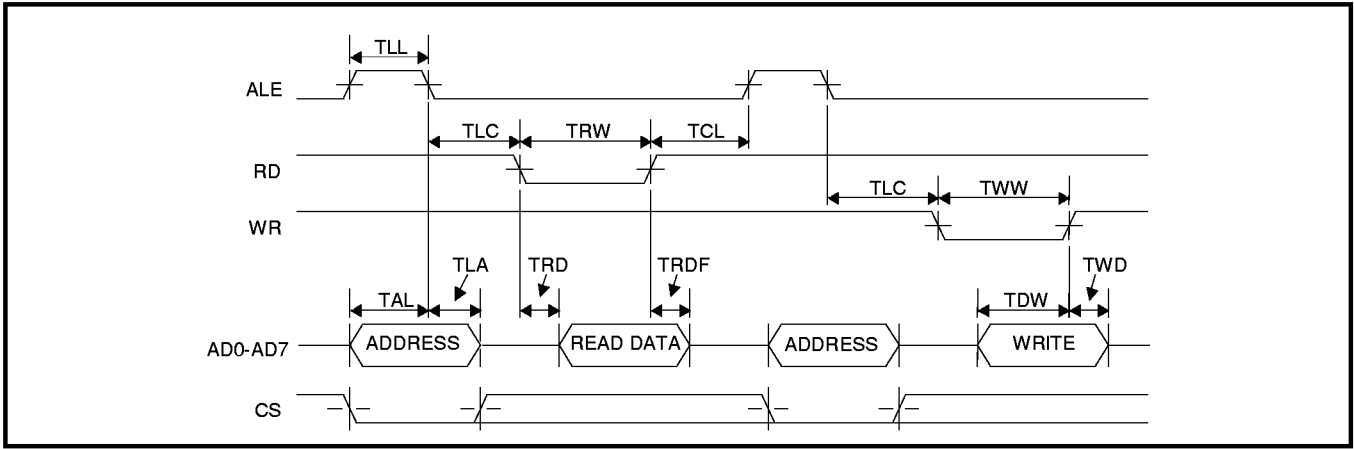 TLL
ALE
TLC TRW TCL
RD
TLC TWW
WR
TLA TRD TRDF TWD
TAL TDW
AD0-AD7 ADDRESS READ DATA ADDRESS WRITE
CS